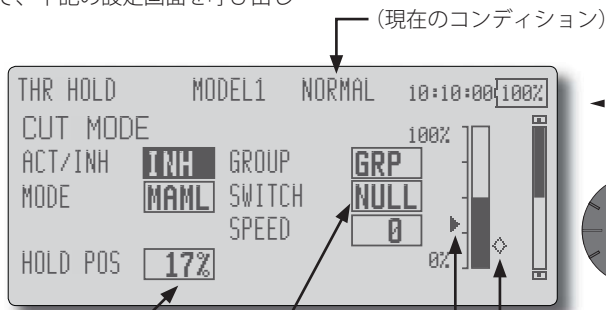 て、下記の設定画面を呼び出し
(現在のコンディション)
THR HOLD MODEL1 NORMAL 10:10:00 100%
CUT MODE
100%
ACT/INH INH GROUP GRP
MODE MAML SWITCH NULL
SPEED 0
HOLD POS 17%
0%